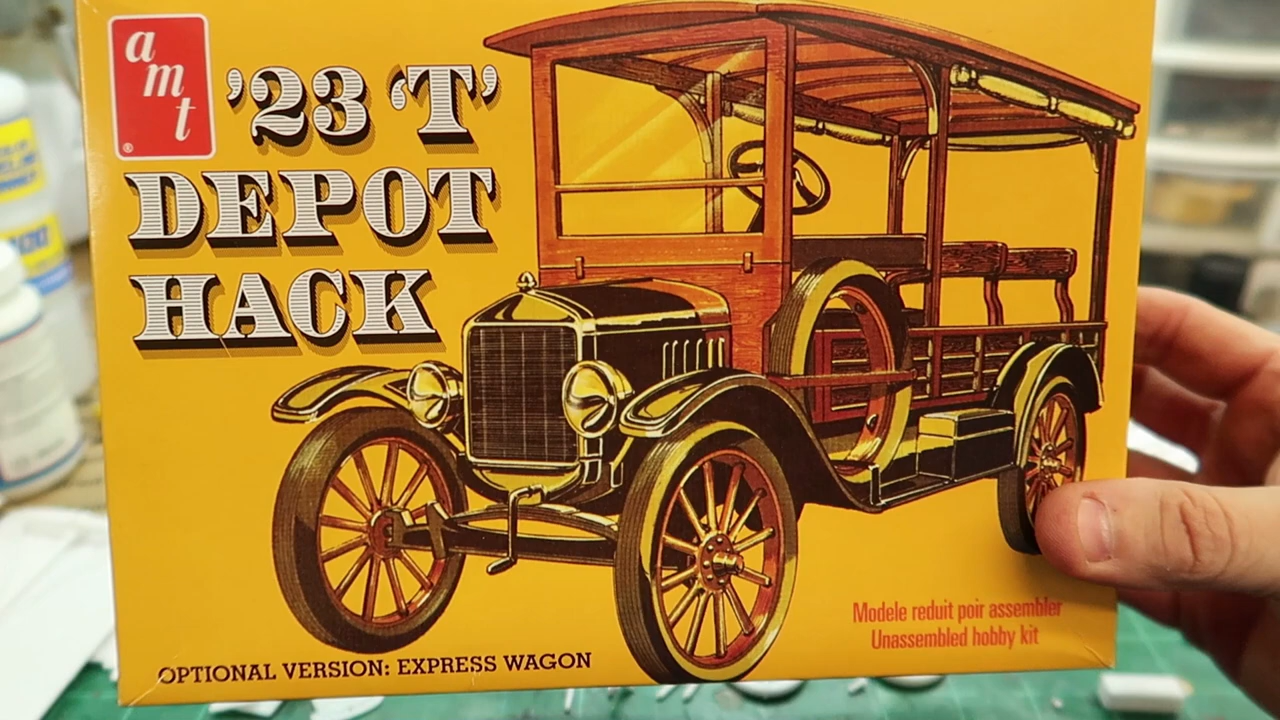 amt
®
'23 'T'
DEPOT
HACK
Modele reduit poir assembler
Unassembled hobby kit
OPTIONAL VERSION: EXPRESS WAGON